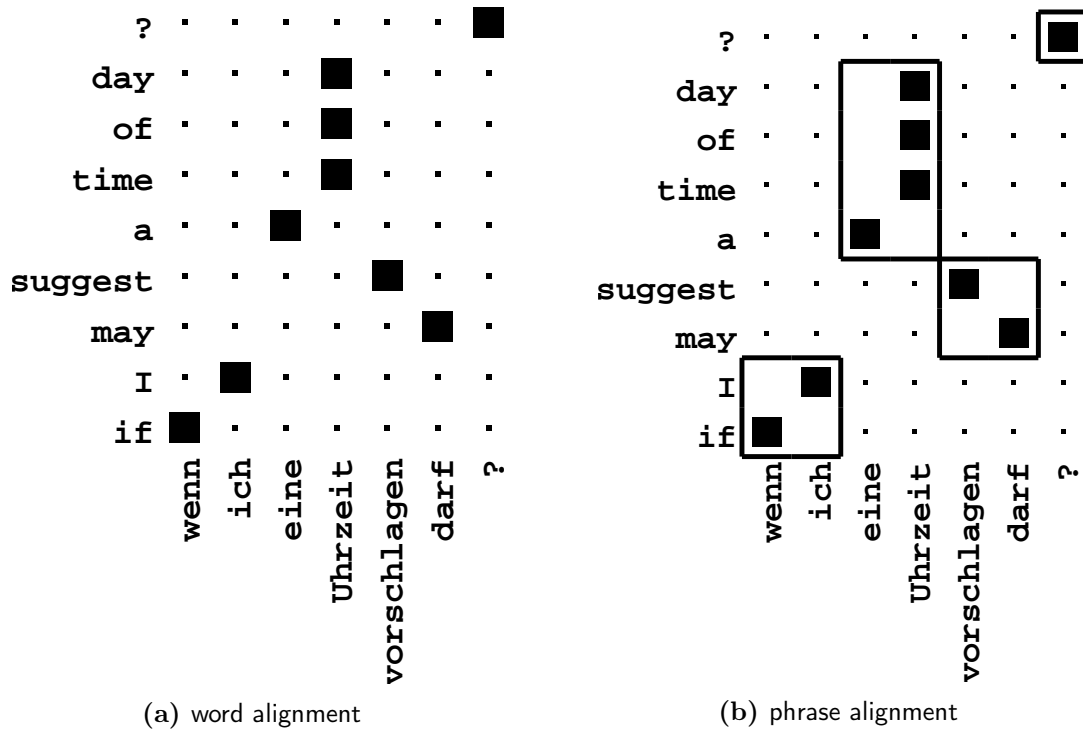 ?
day
of
time
a
suggest
may
I
if
wenn
ich
eine
Uhrzeit
vorschlagen
darf
?
(a) word alignment
?
day
of
time
a
suggest
may
I
if
wenn
ich
eine
Uhrzeit
vorschlagen
darf
?
(b) phrase alignment